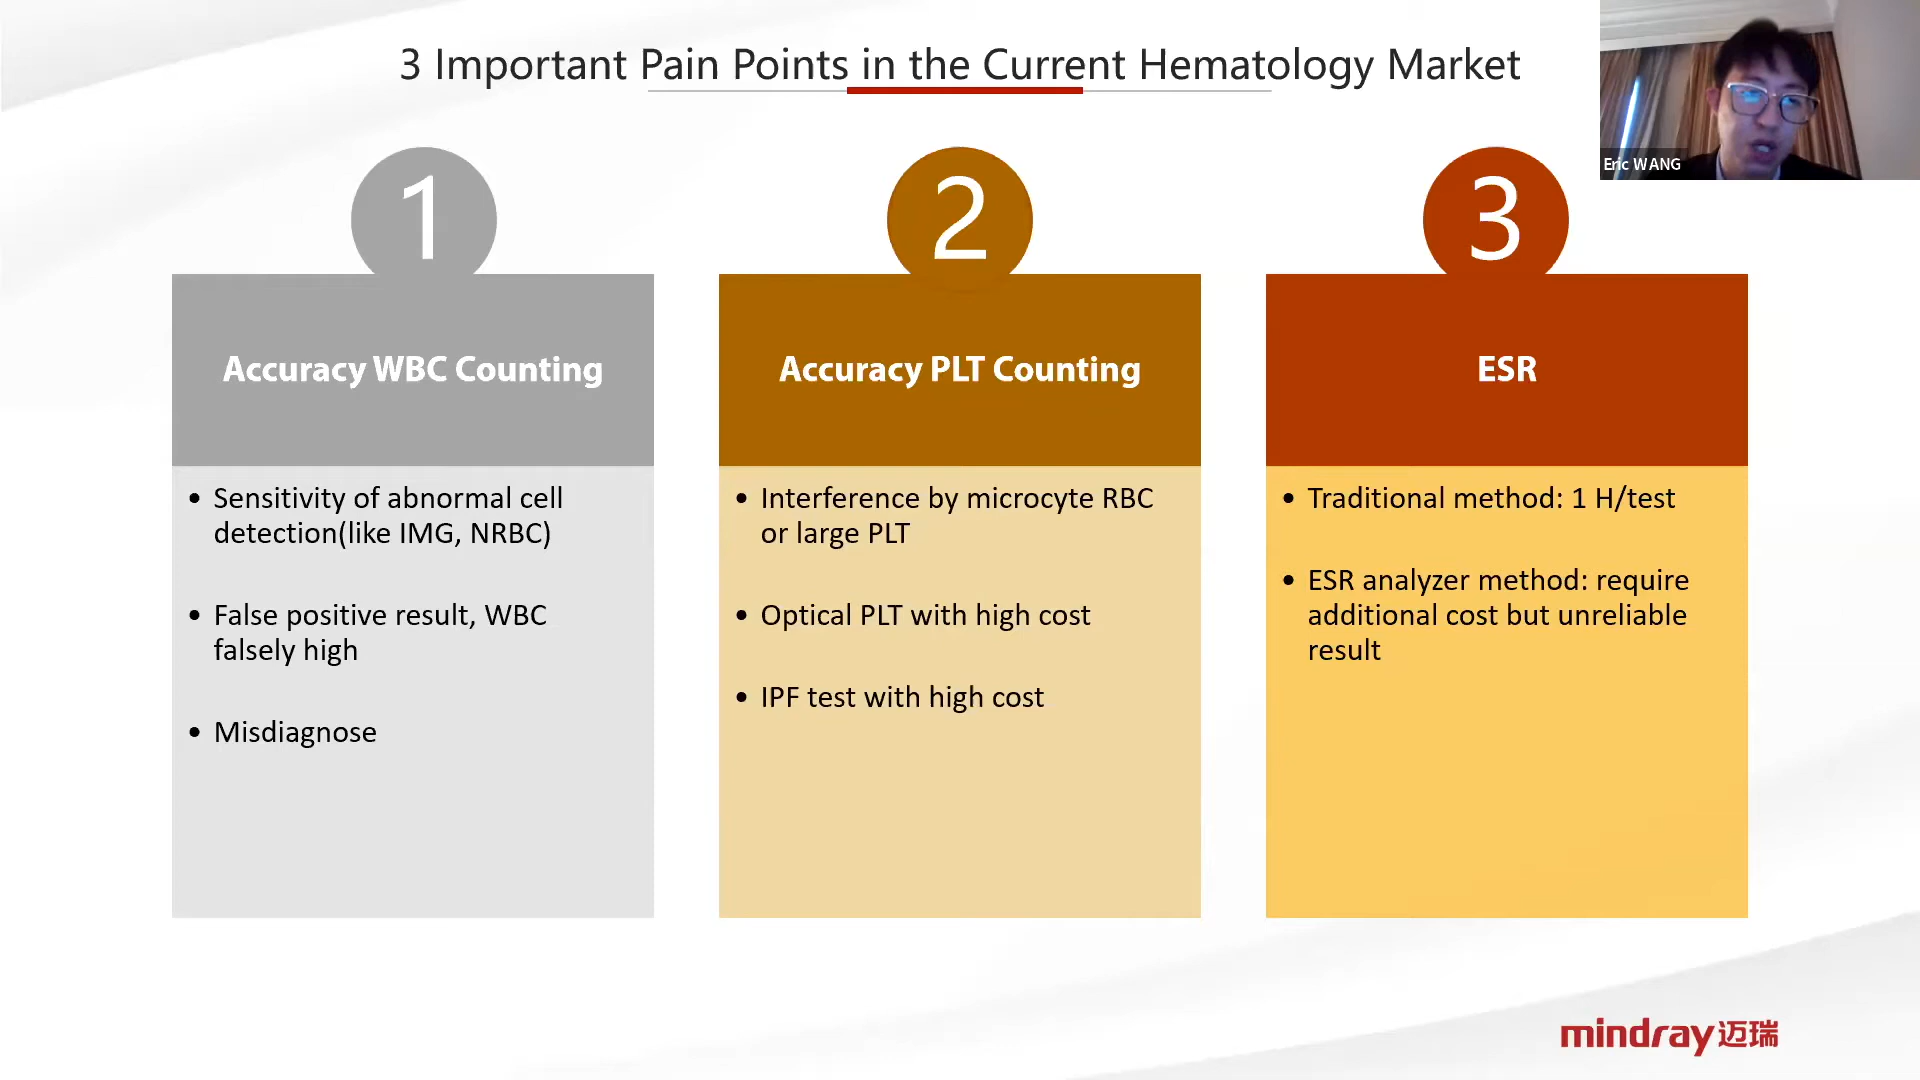 3 Important Pain Points in the Current Hematology Market
Eric WANG
1
Accuracy WBC Counting
• Sensitivity of abnormal cell
detection(like IMG, NRBC)
• False positive result, WBC
falsely high
• Misdiagnose
2
Accuracy PLT Counting
• Interference by microcyte RBC
or large PLT
• Optical PLT with high cost
• IPF test with high cost
3
ESR
• Traditional method: 1 H/test
• ESR analyzer method: require
additional cost but unreliable
result
mindray迈瑞